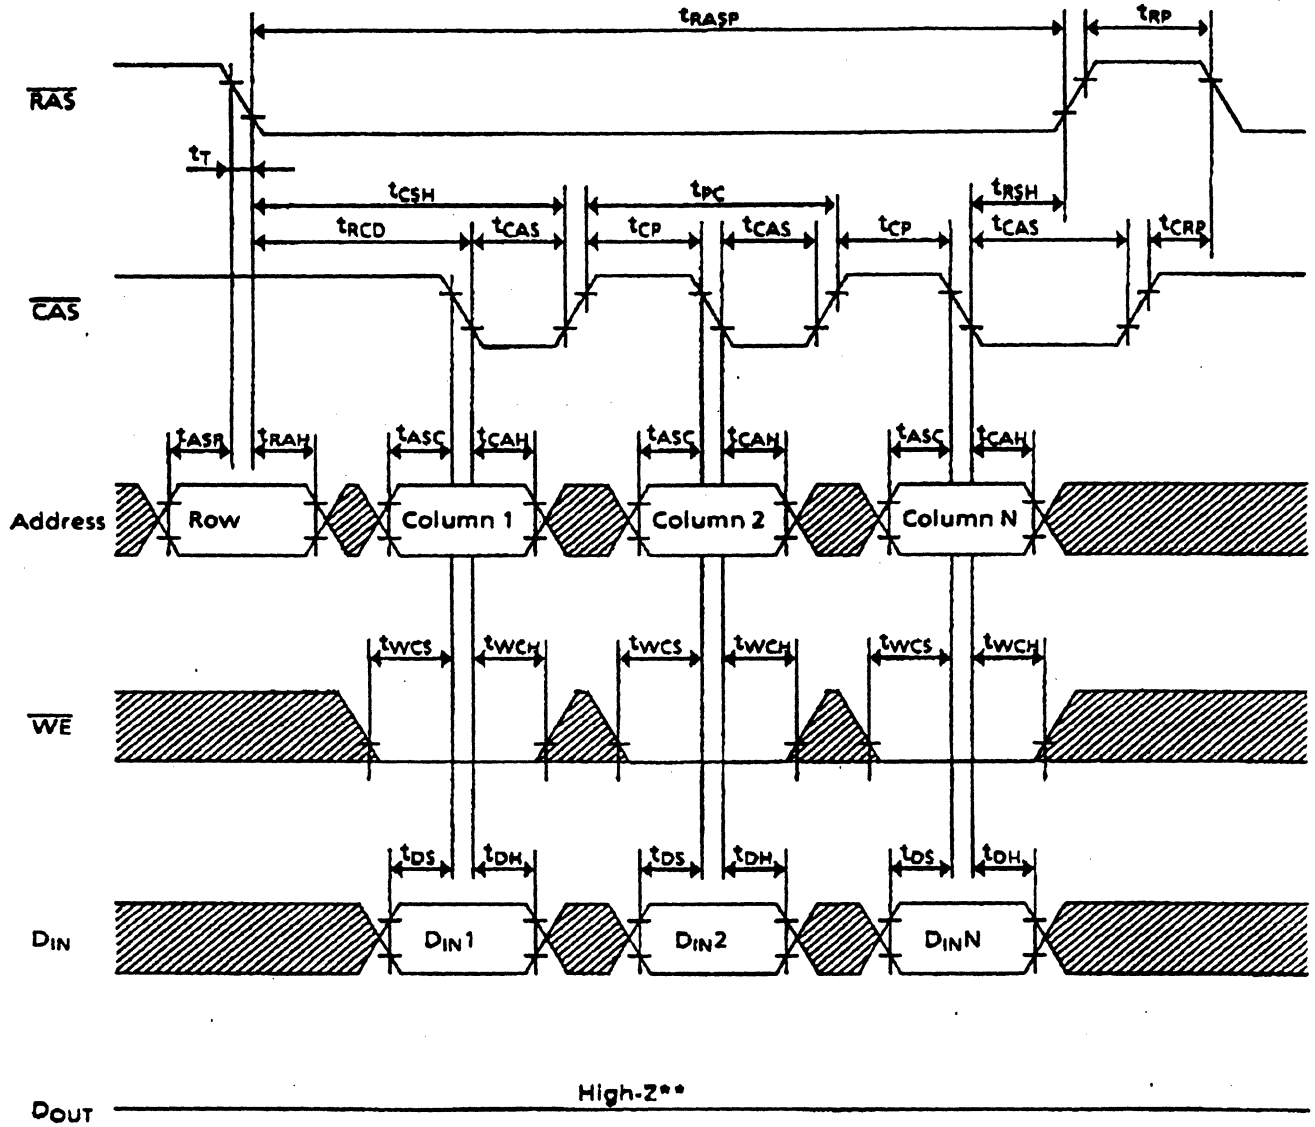 tRASP tRP
RAS
tT
tCSH tPC tRSH
tRCD tCAS tCP tCAS tCP tCAS tCRP
CAS
tASR tRAH tASC tCAH tASC tCAH tASC tCAH
Address Row Column 1 Column 2 Column N
tWCS tWCH tWCS tWCH tWCS tWCH
WE
tDS tDH tDS tDH tDS tDH
DIN DIN1 DIN2 DINN
High-Z**
DOUT